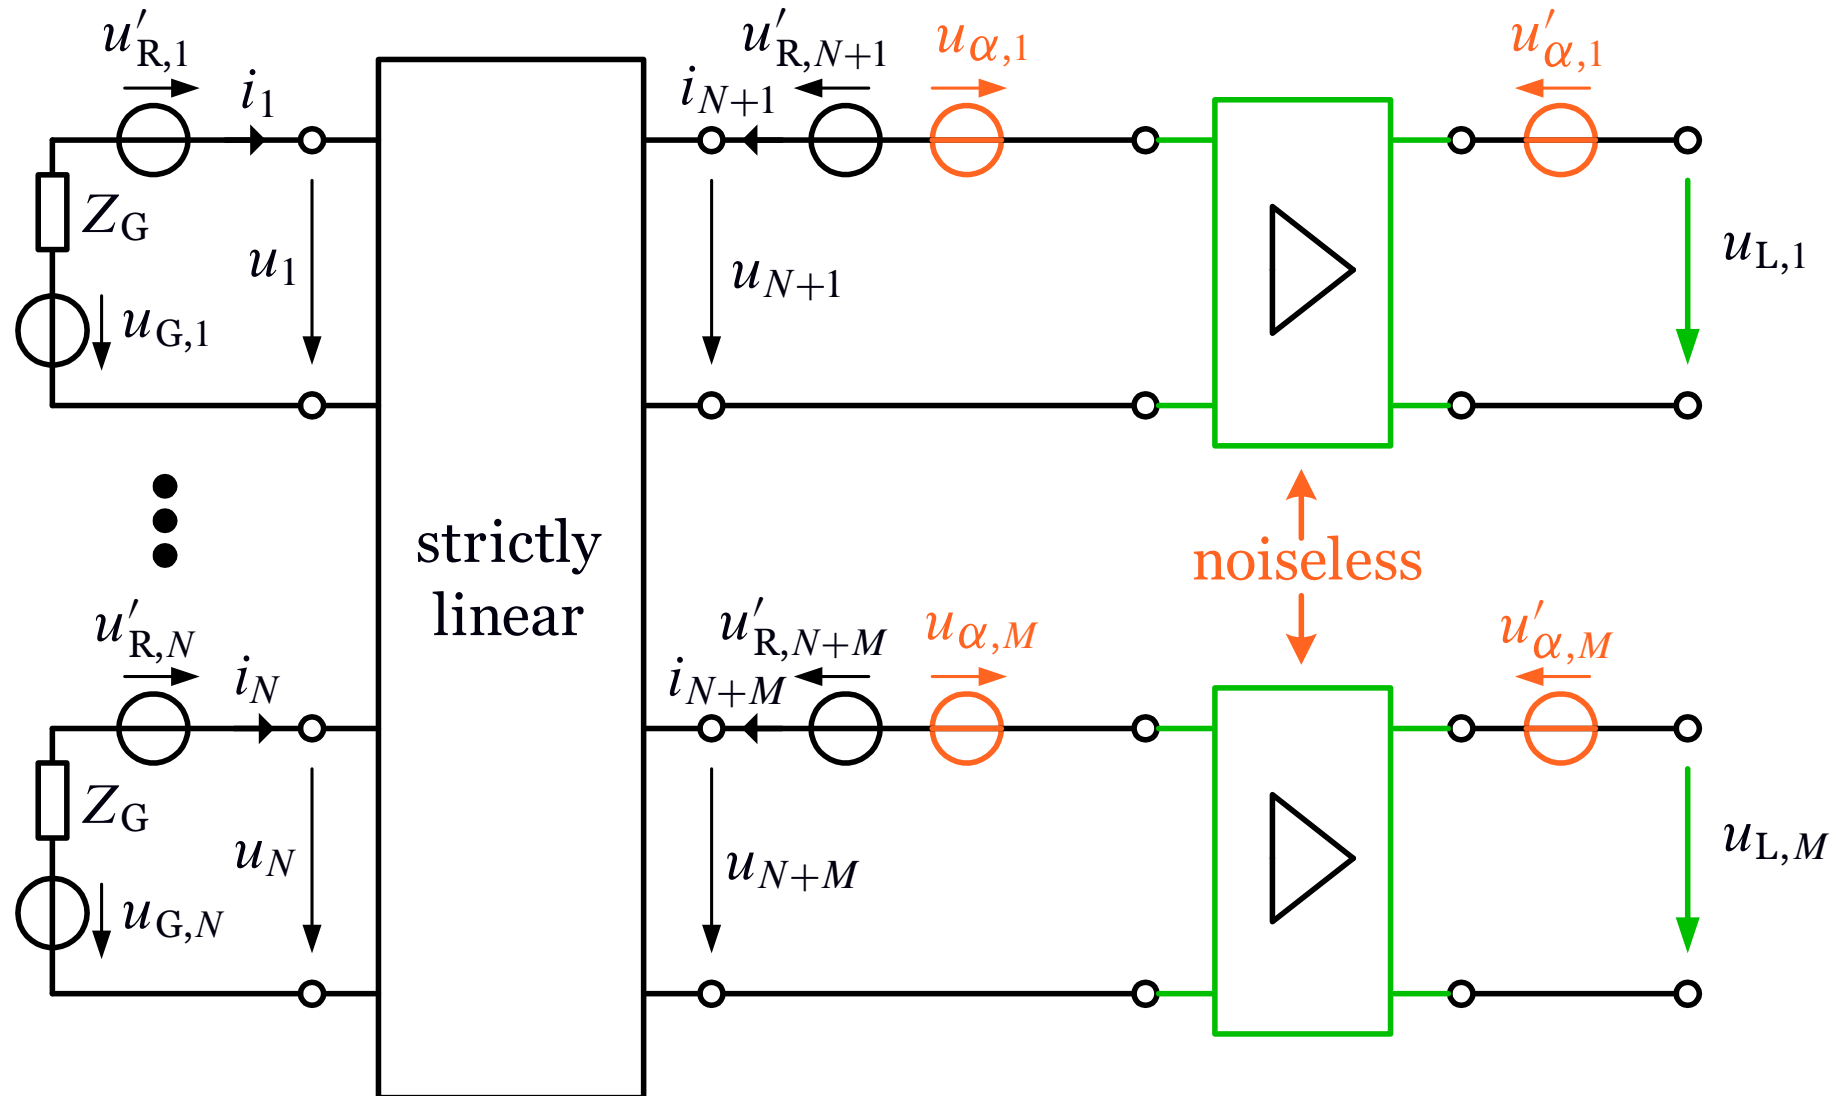 u′R,1
i1
u′R,N+1
iN+1
uα,1
u′α,1
ZG
uG,1
u1
uN+1
uL,1
strictly
linear
noiseless
u′R,N
iN
u′R,N+M
iN+M
uα,M
u′α,M
ZG
uG,N
uN
uN+M
uL,M